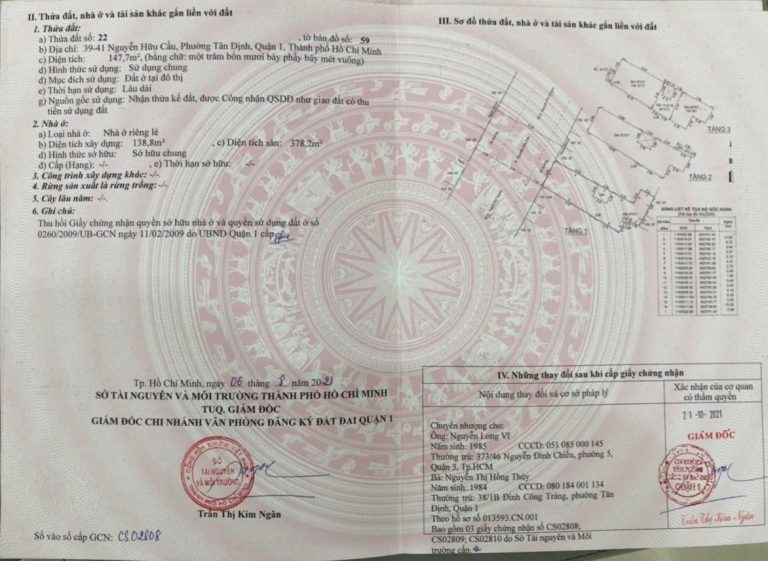 II. Thửa đất, nhà ở và tài sản khác gắn liền với đất
1. Thửa đất:
a) Thửa đất số: 22 , tờ bản đồ số: 59
b) Địa chỉ: 39-41 Nguyễn Hữu Cầu, Phường Tân Định, Quận 1, Thành phố Hồ Chí Minh
c) Diện tích: 147,7m², (bằng chữ: một trăm bốn mươi bảy phẩy bảy mét vuông)
d) Hình thức sử dụng: Sử dụng chung
đ) Mục đích sử dụng: Đất ở tại đô thị
e) Thời hạn sử dụng: Lâu dài
g) Nguồn gốc sử dụng: Nhận thừa kế đất, được Công nhận QSDĐ như giao đất có thu
tiền sử dụng đất
2. Nhà ở:
a) Loại nhà ở: Nhà ở riêng lẻ
b) Diện tích xây dựng: 138,8m² , c) Diện tích sàn: 378,2m²
d) Hình thức sở hữu: Sở hữu chung
đ) Cấp (Hạng): -/- , e) Thời hạn sở hữu: -/-
3. Công trình xây dựng khác: -/-
4. Rừng sản xuất là rừng trồng: -/-
5. Cây lâu năm: -/-
6. Ghi chú:
Thu hồi Giấy chứng nhận quyền sở hữu nhà ở và quyền sử dụng đất ở số
0260/2009/UB-GCN ngày 11/02/2009 do UBND Quận 1 cấp
Tp. Hồ Chí Minh, ngày 06 tháng 8 năm 2021
SỞ TÀI NGUYÊN VÀ MÔI TRƯỜNG THÀNH PHỐ HỒ CHÍ MINH
TUQ. GIÁM ĐỐC
GIÁM ĐỐC CHI NHÁNH VĂN PHÒNG ĐĂNG KÝ ĐẤT ĐAI QUẬN 1
SỞ
TÀI NGUYÊN
VÀ MÔI TRƯỜNG
Trần Thị Kim Ngân
Số vào sổ cấp GCN: CS02808
III. Sơ đồ thửa đất, nhà ở và tài sản khác gắn liền với đất
TẦNG 3
TẦNG 2
TẦNG 1
BẢNG LIỆT KÊ TỌA ĐỘ GÓC RANH
IV. Những thay đổi sau khi cấp giấy chứng nhận
Nội dung thay đổi và cơ sở pháp lý
Xác nhận của cơ quan
có thẩm quyền
Chuyển nhượng cho:
Ông: Nguyễn Long VI
Năm sinh: 1985 CCCD: 051 085 000 145
Thường trú: 373/46 Nguyễn Đình Chiểu, phường 5,
Quận 3, Tp.HCM
Bà: Nguyễn Thị Hồng Thúy
Năm sinh: 1984 CCCD: 080 184 001 134
Thường trú: 38/1B Đinh Công Tráng, phường Tân
Định, Quận 1
Theo hồ sơ số 013593.CN.001
Bao gồm 03 giấy chứng nhận số CS02808;
CS02809; CS02810 do Sở Tài nguyên và Môi
trường cấp.
21-10-2021
GIÁM ĐỐC
QUẬN 1
Trần Thị Kim Ngân